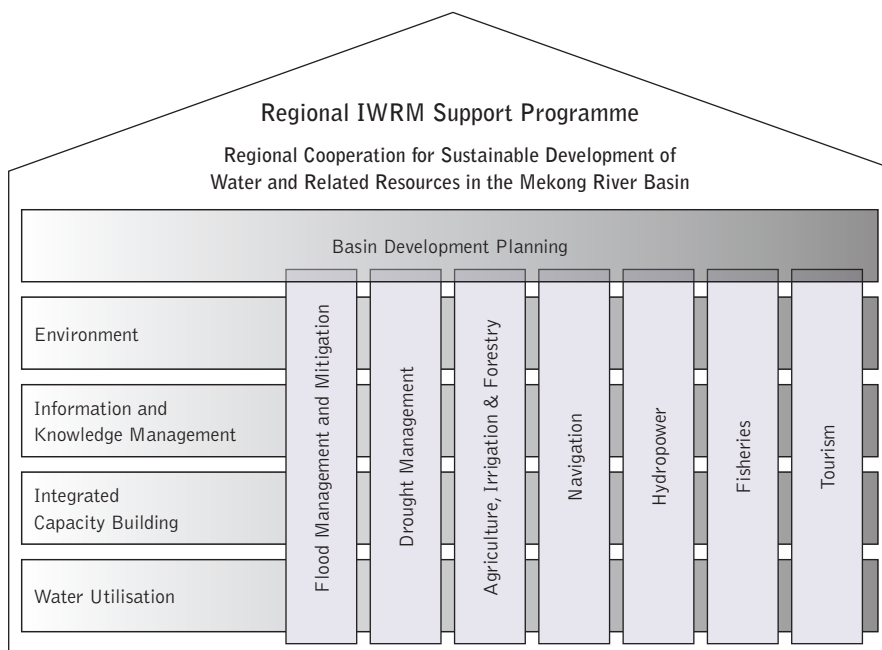 Regional IWRM Support Programme
Regional Cooperation for Sustainable Development of
Water and Related Resources in the Mekong River Basin
Basin Development Planning
Environment
Information and
Knowledge Management
Integrated
Capacity Building
Water Utilisation
Flood Management and Mitigation
Drought Management
Agriculture, Irrigation & Forestry
Navigation
Hydropower
Fisheries
Tourism